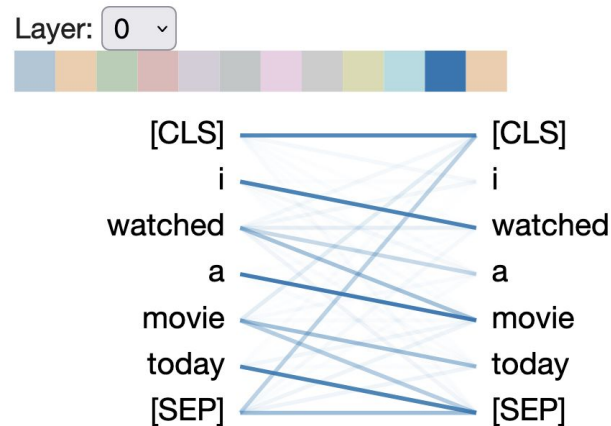 Layer: 0
[CLS] [CLS]
i i
watched watched
a a
movie movie
today today
[SEP] [SEP]